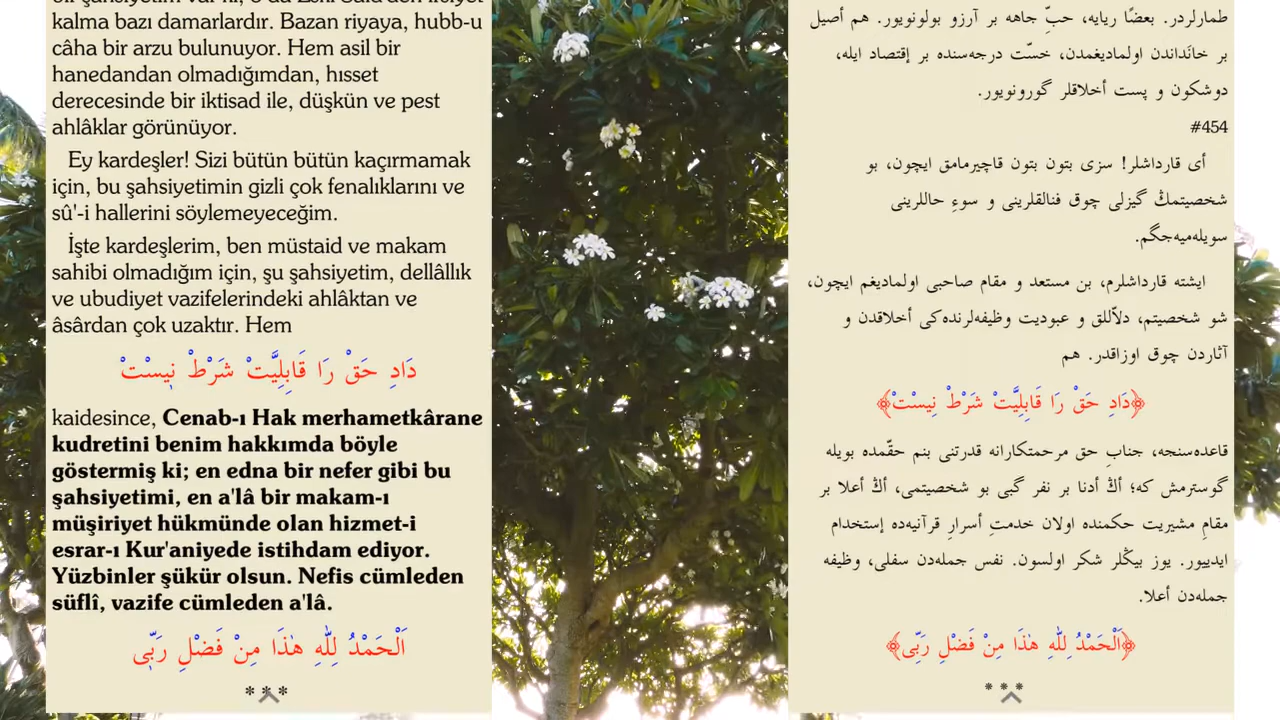 kalma bazı damarlardır. Bazan riyaya, hubb-u
câha bir arzu bulunuyor. Hem asil bir
hanedandan olmadığımdan, hısset
derecesinde bir iktisad ile, düşkün ve pest
ahlâklar görünüyor.
Ey kardeşler! Sizi bütün bütün kaçırmamak
için, bu şahsiyetimin gizli çok fenalıklarını ve
sû'-i hallerini söylemeyeceğim.
İşte kardeşlerim, ben müstaid ve makam
sahibi olmadığım için, şu şahsiyetim, dellâllık
ve ubudiyet vazifelerindeki ahlâktan ve
âsârdan çok uzaktır. Hem
دَادِ حَقْ رَا قَابِلِيَّتْ شَرْطْ نِيسْتْ
kaidesince, Cenab-ı Hak merhametkârane
kudretini benim hakkımda böyle
göstermiş ki; en edna bir nefer gibi bu
şahsiyetimi, en a'lâ bir makam-ı
müşiriyet hükmünde olan hizmet-i
esrar-ı Kur'aniyede istihdam ediyor.
Yüzbinler şükür olsun. Nefis cümleden
süflî, vazife cümleden a'lâ.
اَلْحَمْدُ لِلّٰهِ هٰذَا مِنْ فَضْلِ رَبِّى
* * *
طمارلردر. بعضًا ريايه، حبِّ جاهه بر آرزو بولونويور. هم أصيل
بر خانَداندن اولماديغمدن، خسّت درجه‌سنده بر إقتصاد ايله،
دوشكون و پست أخلاقلر گورونويور.
#454
أى قارداشلر! سزى بتون بتون قاچيرمامق ايچون، بو
شخصيتمڭ گيزلى چوق فنالقلرينى و سوءِ حاللرينى
سويله‌ميه‌جگم.
ايشته قارداشلرم، بن مستعد و مقام صاحبى اولماديغم ايچون،
شو شخصيتم، دلاّللق و عبوديت وظيفه‌لرنده‌كى أخلاقدن و
آثاردن چوق اوزاقدر. هم
﴿دَادِ حَقْ رَا قَابِلِيَّتْ شَرْطْ نِيسْتْ﴾
قاعده‌سنجه، جنابِ حق مرحمتكارانه قدرتنى بنم حقّمده بويله
گوسترمش كه؛ أڭ أدنا بر نفر گبى بو شخصيتمى، أڭ أعلا بر
مقامِ مشيريت حكمنده اولان خدمتِ أسرارِ قرآنيه‌ده إستخدام
ايدييور. يوز بيڭلر شكر اولسون. نفس جمله‌دن سفلى، وظيفه
جمله‌دن أعلا.
﴿اَلْحَمْدُ لِلّٰهِ هٰذَا مِنْ فَضْلِ رَبِّى﴾
* * *